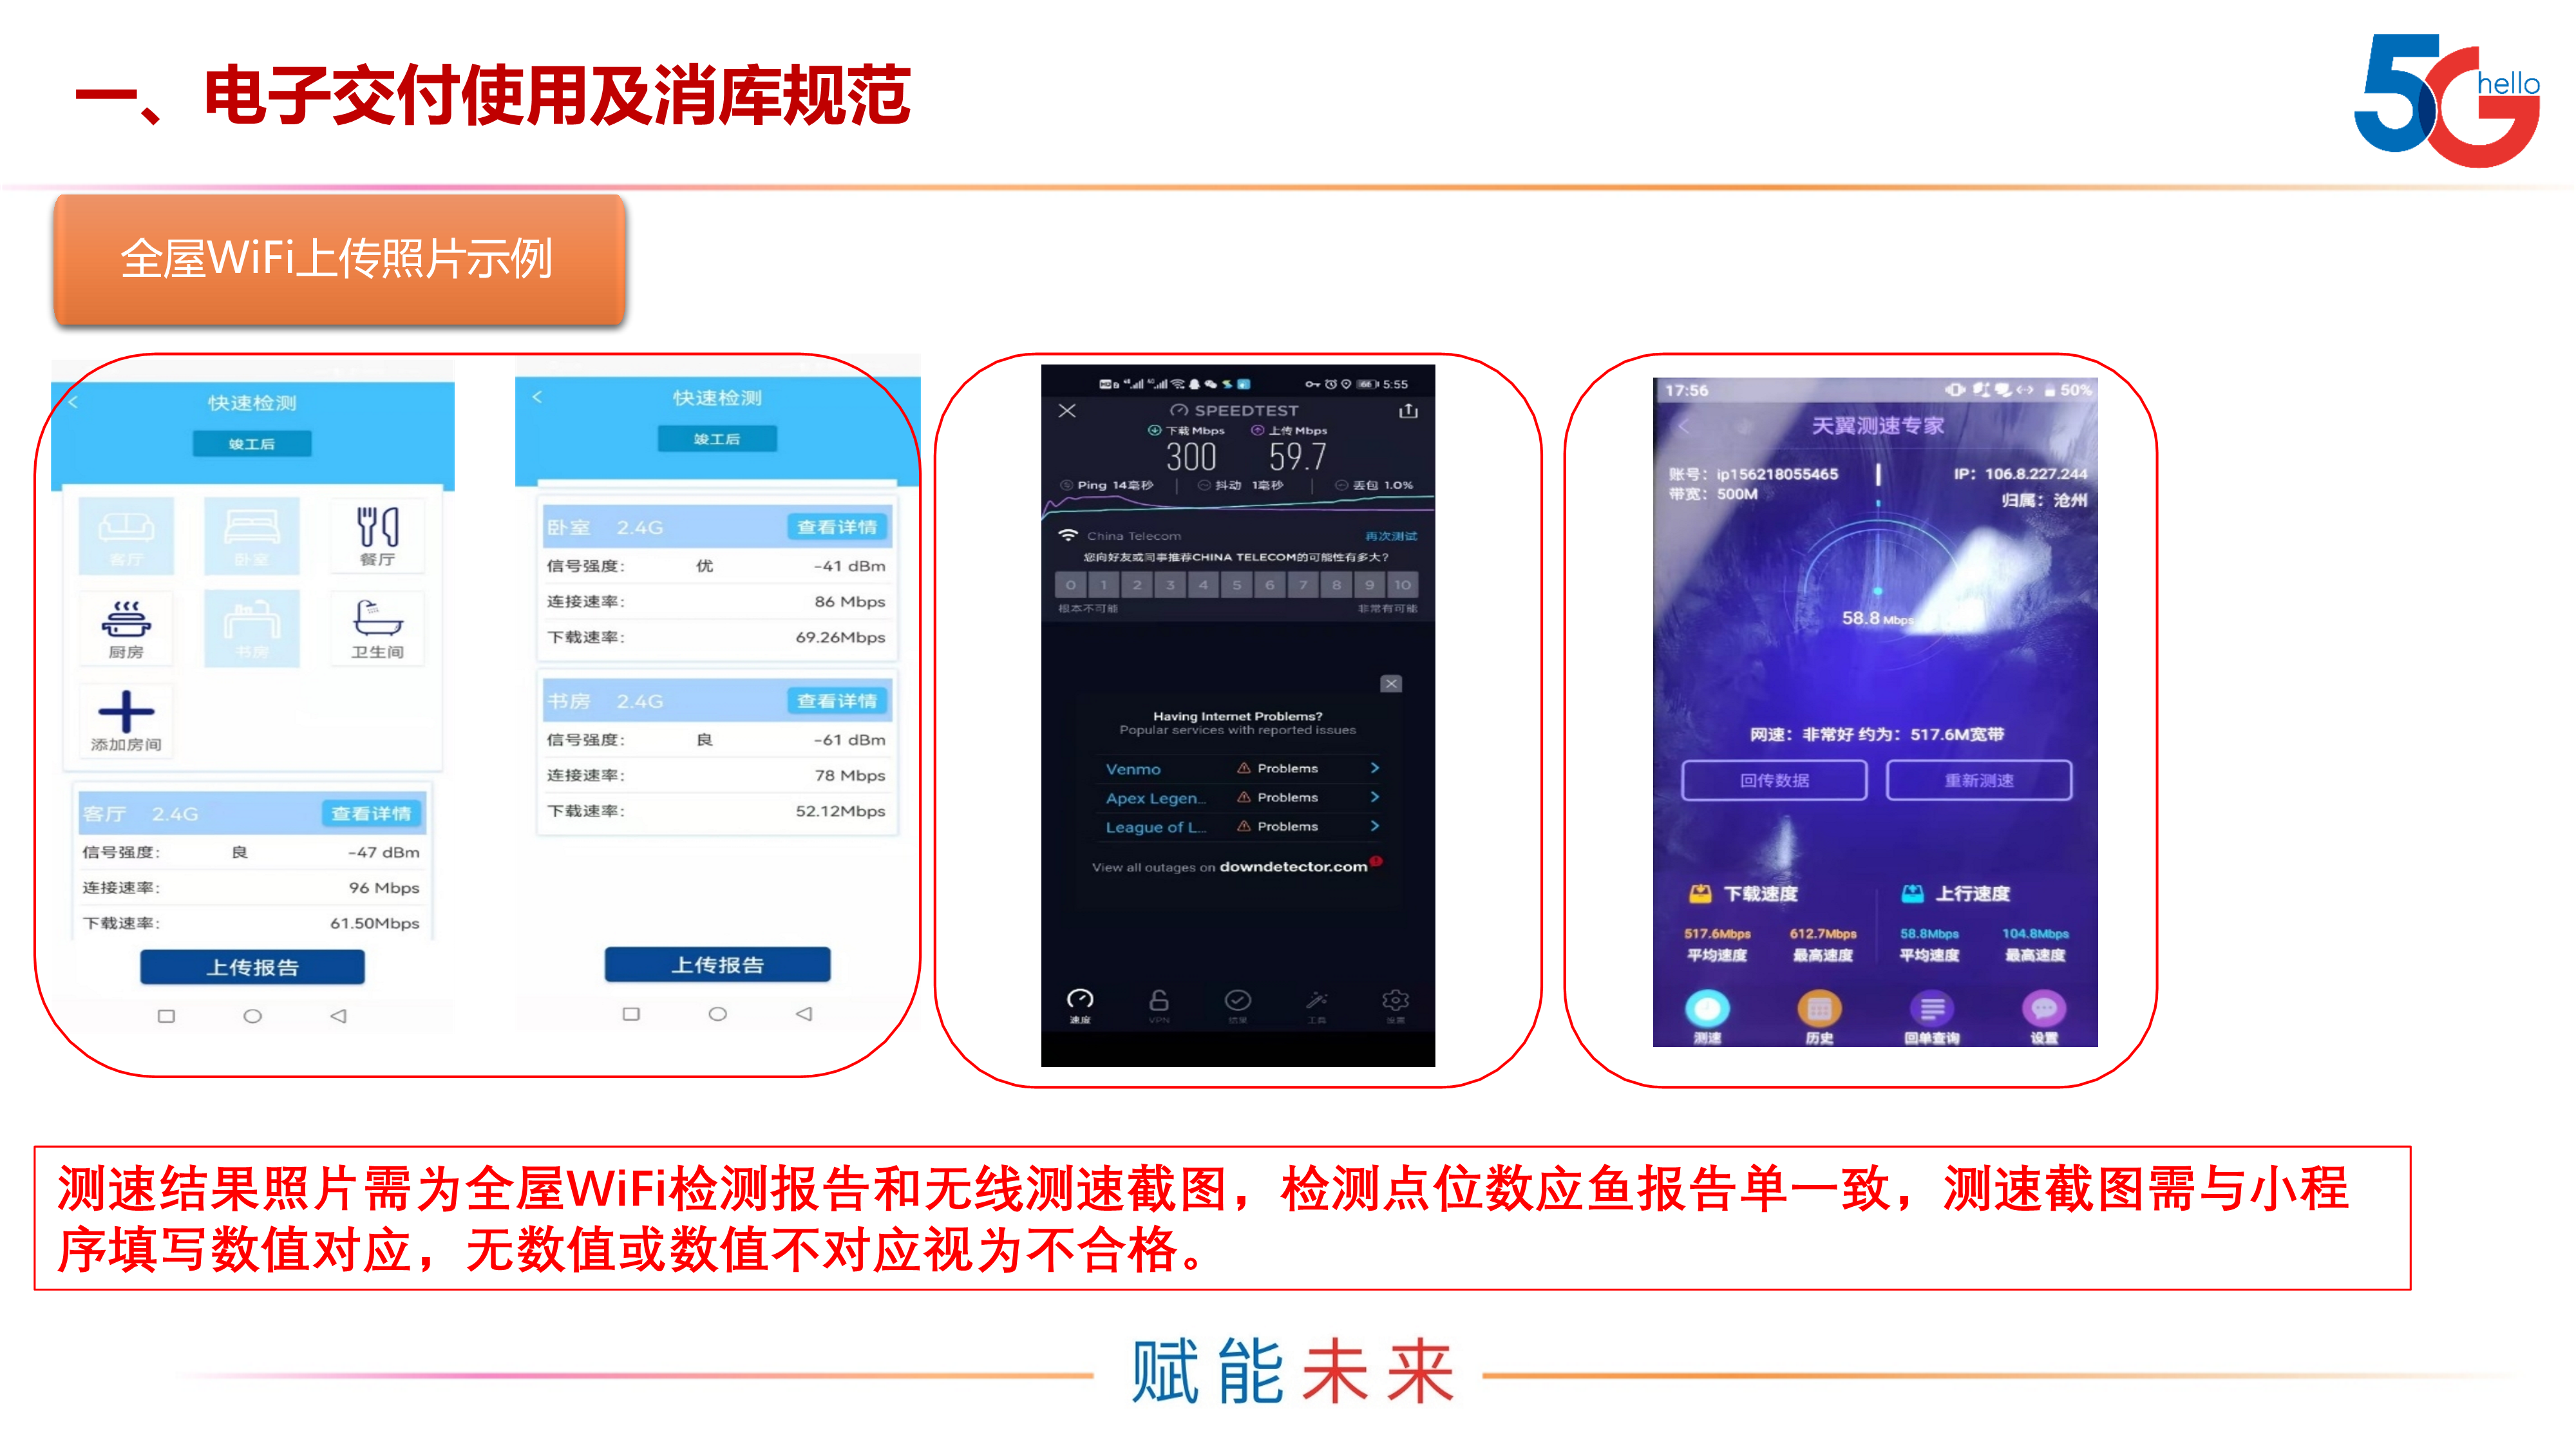 一、电子交付使用及消库规范
5G
hello
全屋WiFi上传照片示例
快速检测
竣工后
客厅
卧室
餐厅
厨房
书房
卫生间
添加房间
客厅 2.4G 查看详情
信号强度: 良 -47 dBm
连接速率: 96 Mbps
下载速率: 61.50Mbps
上传报告
快速检测
竣工后
卧室 2.4G 查看详情
信号强度: 优 -41 dBm
连接速率: 86 Mbps
下载速率: 69.26Mbps
书房 2.4G 查看详情
信号强度: 良 -61 dBm
连接速率: 78 Mbps
下载速率: 52.12Mbps
上传报告
5:55
SPEEDTEST
下载 Mbps 上传 Mbps
300 59.7
Ping 14毫秒 抖动 1毫秒 丢包 1.0%
China Telecom 再次测试
您向好友或同事推荐CHINA TELECOM的可能性有多大?
0 1 2 3 4 5 6 7 8 9 10
根本不可能 非常有可能
Having Internet Problems?
Popular services with reported issues
Venmo Problems
Apex Legen... Problems
League of L... Problems
View all outages on downdetector.com
速度 VPN 结果 工具 设置
17:56 50%
天翼测速专家
账号: ip156218055465 IP: 106.8.227.244
带宽: 500M 归属: 沧州
58.8 Mbps
网速: 非常好 约为: 517.6M宽带
回传数据 重新测速
下载速度 上行速度
517.6Mbps 612.7Mbps 58.8Mbps 104.8Mbps
平均速度 最高速度 平均速度 最高速度
测速 历史 回单查询 设置
测速结果照片需为全屋WiFi检测报告和无线测速截图，检测点位数应鱼报告单一致，测速截图需与小程
序填写数值对应，无数值或数值不对应视为不合格。
赋能未来